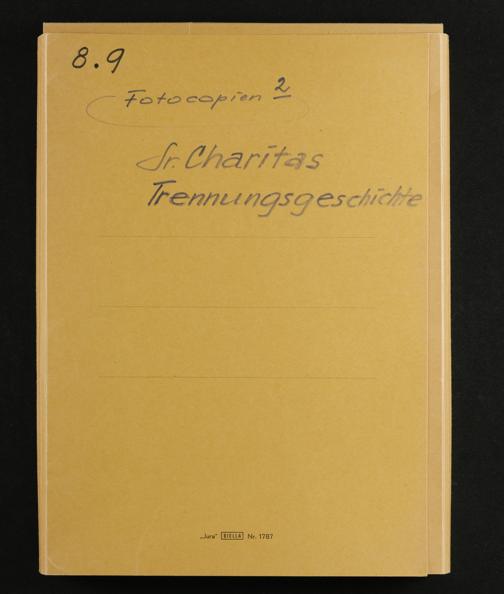 8.9
Fotocopien 2
Sr. Charitas
Trennungsgeschichte
„Jura" BIELLA Nr. 1787